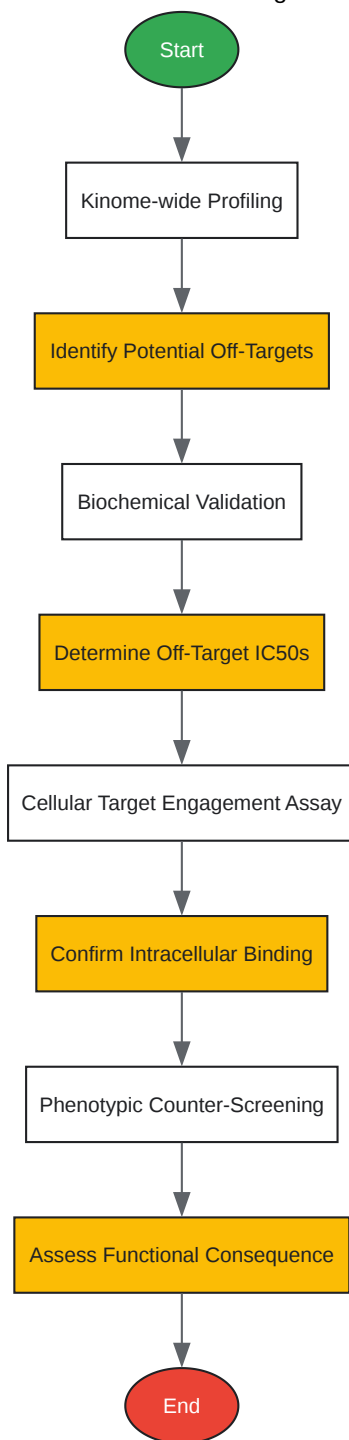 Start
Kinome-wide Profiling
Identify Potential Off-Targets
Biochemical Validation
Determine Off-Target IC50s
Cellular Target Engagement Assay
Confirm Intracellular Binding
Phenotypic Counter-Screening
Assess Functional Consequence
End